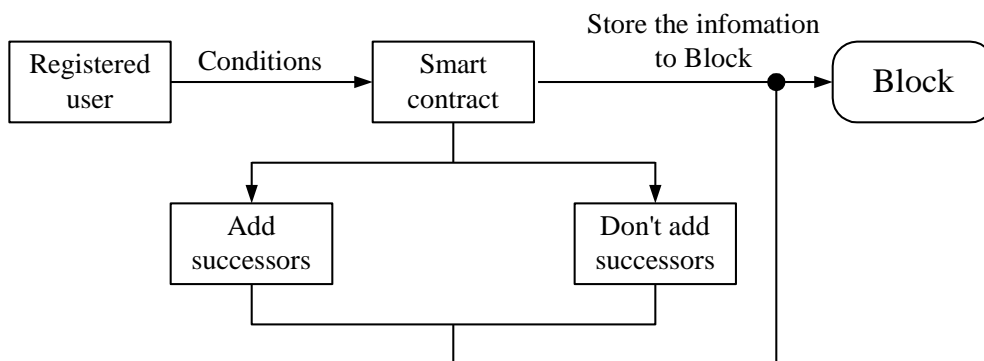 Registered
user
Conditions
Smart
contract
Store the infomation
to Block
Block
Add
successors
Don't add
successors